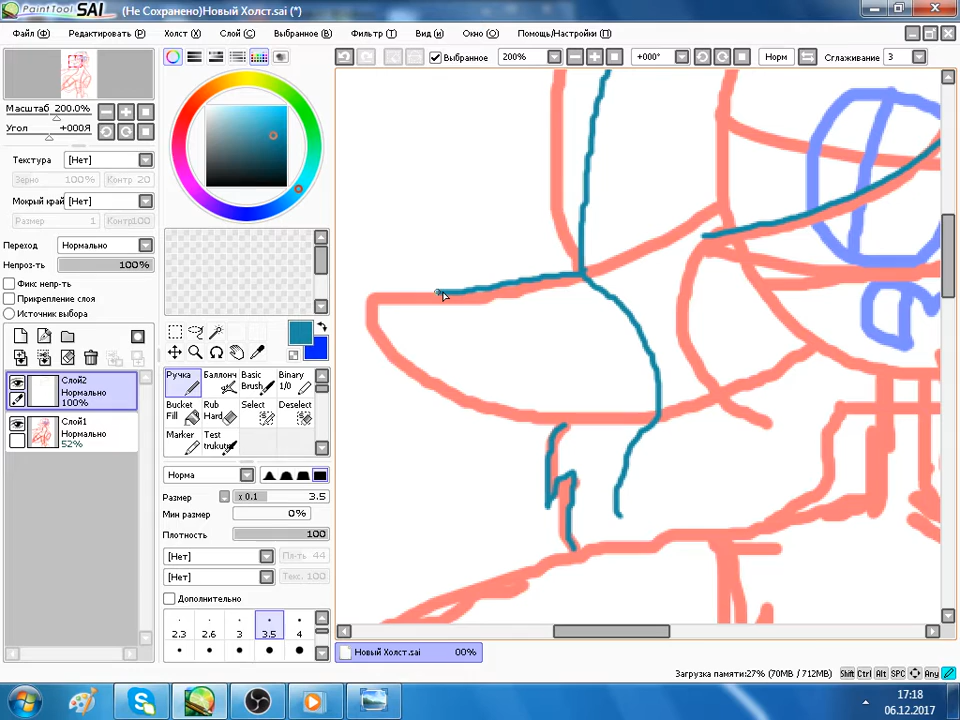 PaintTool SAI (Не Сохранено)Новый Холст.sai (*)
Файл (Ф) Редактировать (Р) Холст (Х) Слой (С) Выбранное (В) Фильтр (Т) Вид (и) Окно (О) Помощь/Настройки (П)
Выбранное 200% +000° Норм Сглаживание 3
Масштаб 200.0%
Угол +000Я
Текстура [Нет]
Зерно 100% Контр 20
Мокрый край [Нет]
Размер 1 Контр100
Переход Нормально
Непроз-ть 100%
Фикс непр-ть
Прикрепление слоя
Источник выбора
Слой2
Нормально
100%
Слой1
Нормально
52%
Ручка Баллонч Basic Brush Binary 1/0
Bucket Fill Rub Hard Select Deselect
Marker Test trukutu
Норма
Размер x 0.1 3.5
Мин размер 0%
Плотность 100
[Нет] Пл-ть 44
[Нет] Текс. 100
Дополнительно
2.3 2.6 3 3.5 4
Новый Холст.sai 00%
Загрузка памяти:27% (70MB / 712MB) Shift Ctrl Alt SPC Any
17:18
06.12.2017